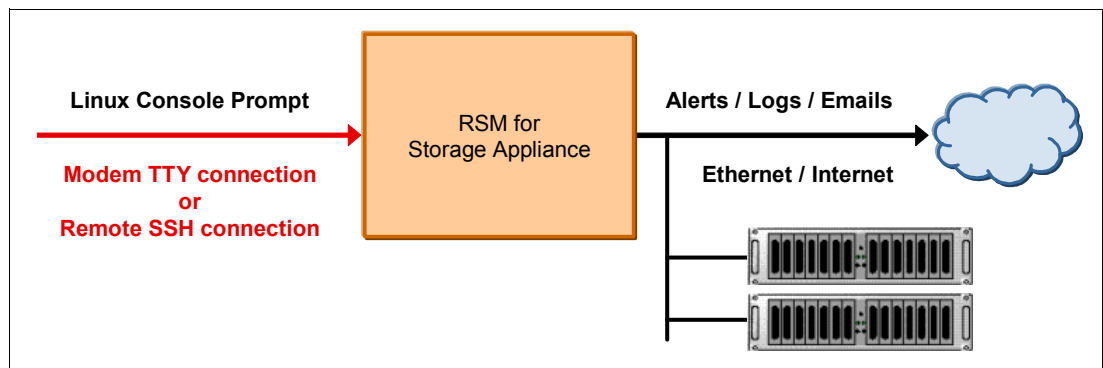 Linux Console Prompt
Modem TTY connection
or
Remote SSH connection
RSM for
Storage Appliance
Alerts / Logs / Emails
Ethernet / Internet